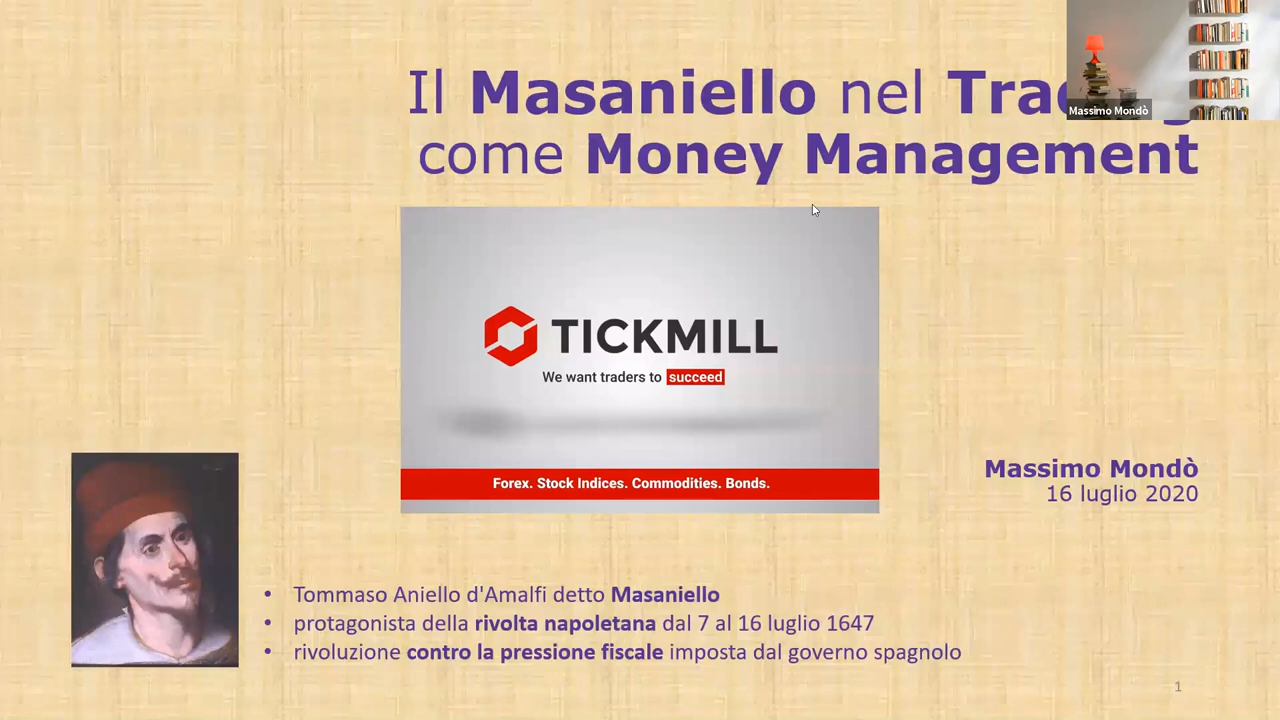 Il Masaniello nel Trad g
Massimo Mondò
come Money Management
TICKMILL
We want traders to succeed
Forex. Stock Indices. Commodities. Bonds.
Massimo Mondò
16 luglio 2020
• Tommaso Aniello d'Amalfi detto Masaniello
• protagonista della rivolta napoletana dal 7 al 16 luglio 1647
• rivoluzione contro la pressione fiscale imposta dal governo spagnolo
1